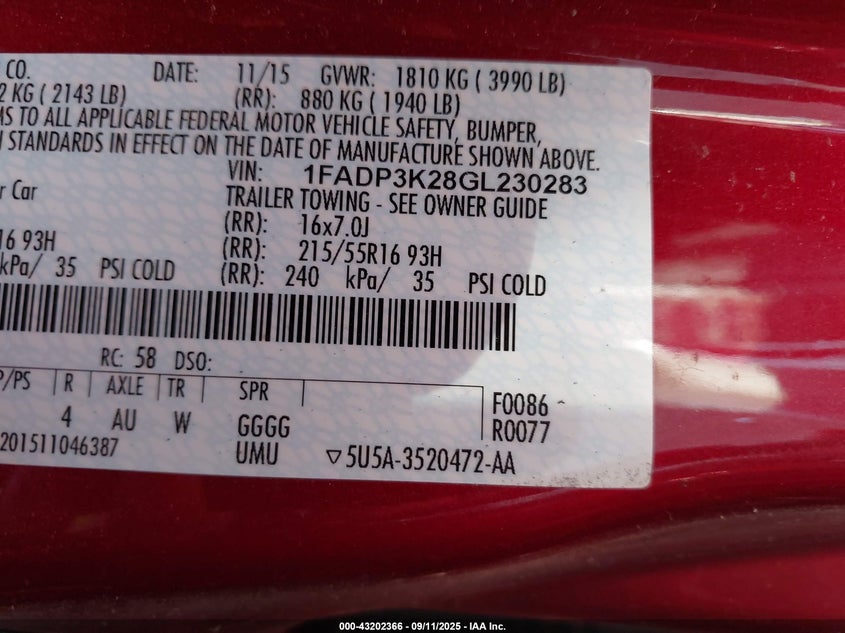 CO. DATE: 11/15 GVWR: 1810 KG ( 3990 LB)
2 KG ( 2143 LB) (RR): 880 KG ( 1940 LB)
MS TO ALL APPLICABLE FEDERAL MOTOR VEHICLE SAFETY, BUMPER,
STANDARDS IN EFFECT ON THE DATE OF MANUFACTURE SHOWN ABOVE.
VIN: 1FADP3K28GL230283
r Car TRAILER TOWING - SEE OWNER GUIDE
(RR): 16x7.0J
16 93H (RR): 215/55R16 93H
kPa/ 35 PSI COLD (RR): 240 kPa/ 35 PSI COLD
RC: 58 DSO:
P/PS R AXLE TR SPR
4 AU W GGGG F0086
R0077
201511046387 UMU ▽5U5A-3520472-AA
000-43202366 - 09/11/2025 - IAA Inc.